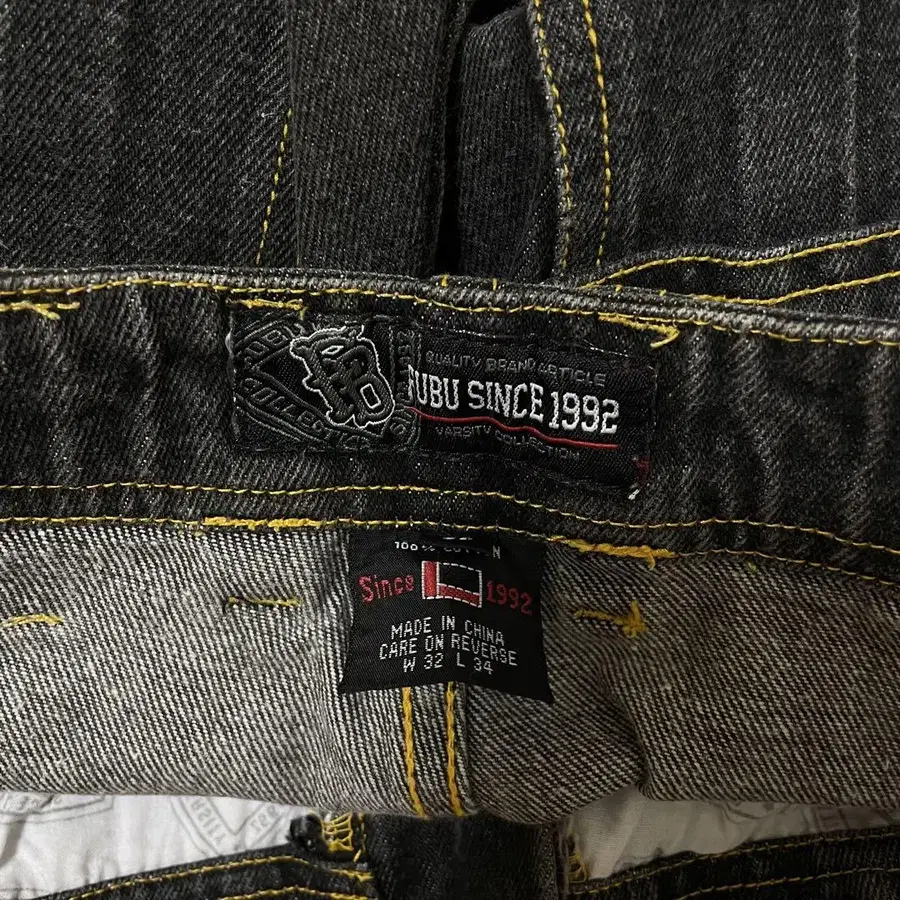 QUALITY BRAND ARTICLE
FUBU SINCE 1992
VARSITY COLLECTION
100% COTTON
Since 1992
MADE IN CHINA
CARE ON REVERSE
W 32 L 34